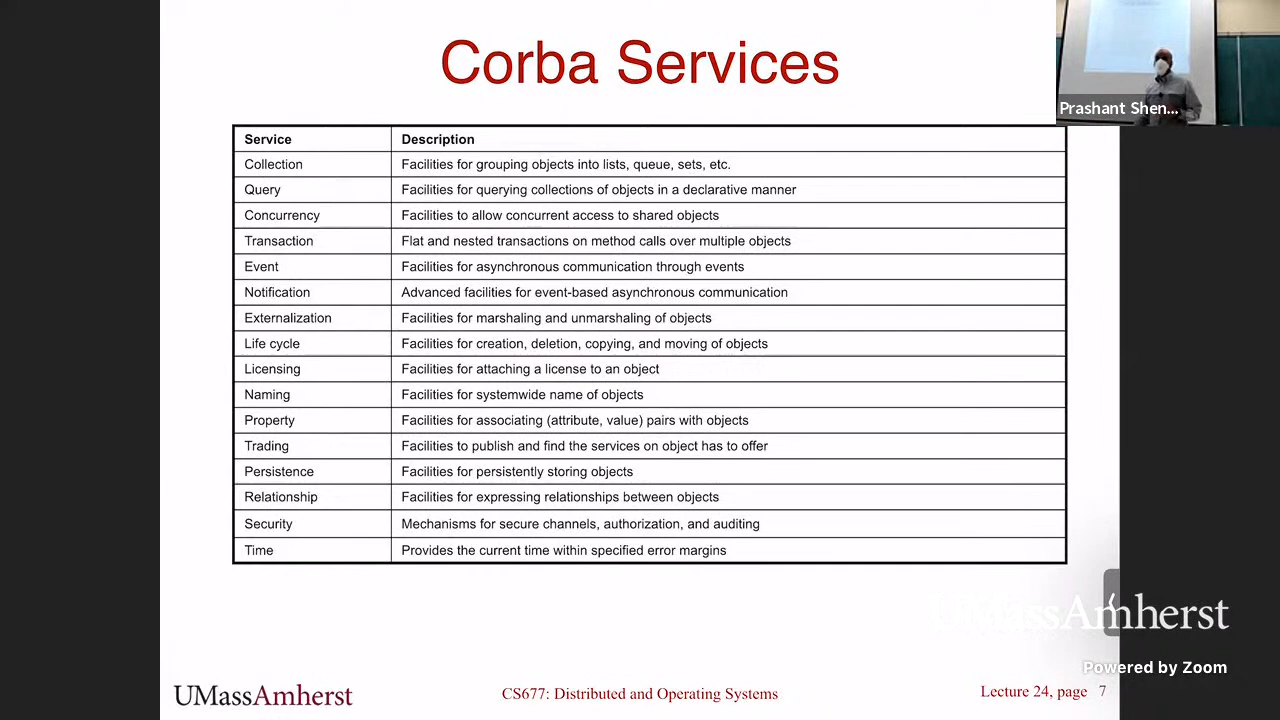 Corba Services
Prashant Shen...
Service Description
Collection Facilities for grouping objects into lists, queue, sets, etc.
Query Facilities for querying collections of objects in a declarative manner
Concurrency Facilities to allow concurrent access to shared objects
Transaction Flat and nested transactions on method calls over multiple objects
Event Facilities for asynchronous communication through events
Notification Advanced facilities for event-based asynchronous communication
Externalization Facilities for marshaling and unmarshaling of objects
Life cycle Facilities for creation, deletion, copying, and moving of objects
Licensing Facilities for attaching a license to an object
Naming Facilities for systemwide name of objects
Property Facilities for associating (attribute, value) pairs with objects
Trading Facilities to publish and find the services on object has to offer
Persistence Facilities for persistently storing objects
Relationship Facilities for expressing relationships between objects
Security Mechanisms for secure channels, authorization, and auditing
Time Provides the current time within specified error margins
UMassAmherst
Powered by Zoom
UMassAmherst CS677: Distributed and Operating Systems Lecture 24, page 7